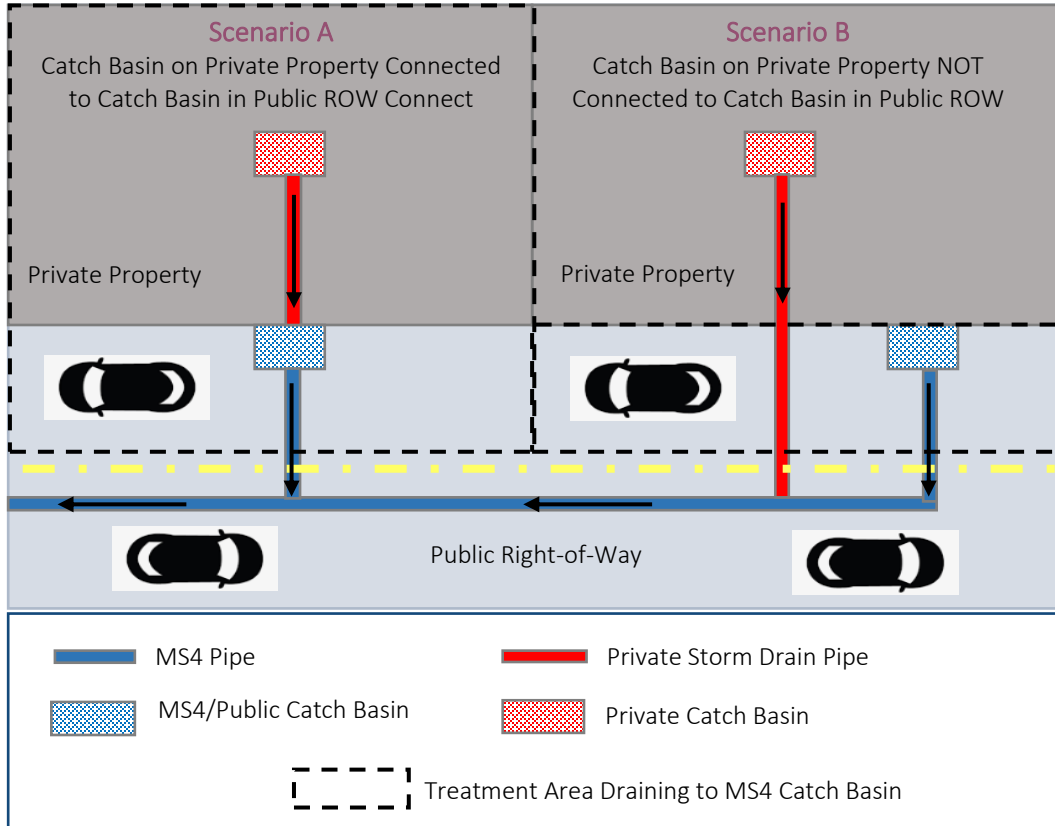 Scenario A
Catch Basin on Private Property Connected
to Catch Basin in Public ROW Connect
Scenario B
Catch Basin on Private Property NOT
Connected to Catch Basin in Public ROW
Private Property
Private Property
Public Right-of-Way
MS4 Pipe
Private Storm Drain Pipe
MS4/Public Catch Basin
Private Catch Basin
Treatment Area Draining to MS4 Catch Basin